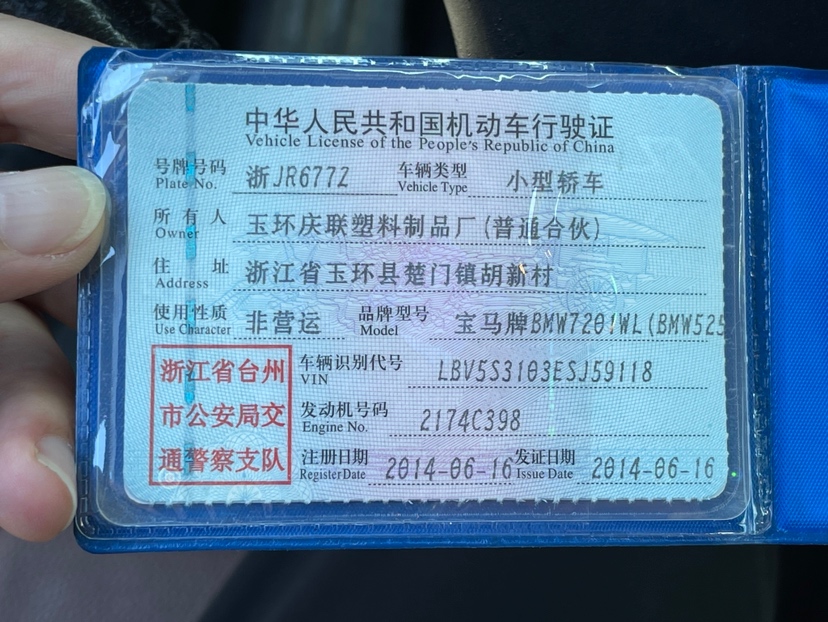 中华人民共和国机动车行驶证
Vehicle License of the People's Republic of China
号牌号码 浙JR677Z 车辆类型 小型轿车
Plate No. Vehicle Type
所有人 玉环庆联塑料制品厂(普通合伙)
Owner
住址 浙江省玉环县楚门镇胡新村
Address
使用性质 非营运 品牌型号 宝马牌BMW7201WL(BMW525
Use Character Model
浙江省台州 车辆识别代号 LBV5S3103ESJ59118
VIN
市公安局交 发动机号码 2174C398
Engine No.
通警察支队 注册日期 2014-06-16 发证日期 2014-06-16
Register Date Issue Date